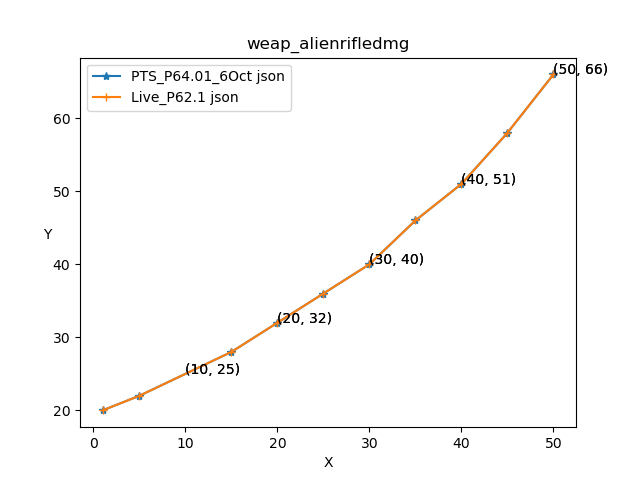 weap_alienrifledmg
PTS_P64.01_6Oct json
Live_P62.1 json
(50, 66)
60
(40, 51)
50
Y
(30, 40)
40
(20, 32)
30
(10, 25)
20
0 10 20 30 40 50
X